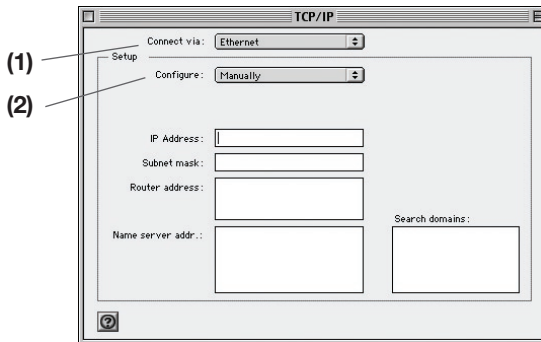 TCP/IP
(1)
Connect via: Ethernet
Setup
(2)
Configure: Manually
IP Address:
Subnet mask:
Router address:
Search domains:
Name server addr.:
?